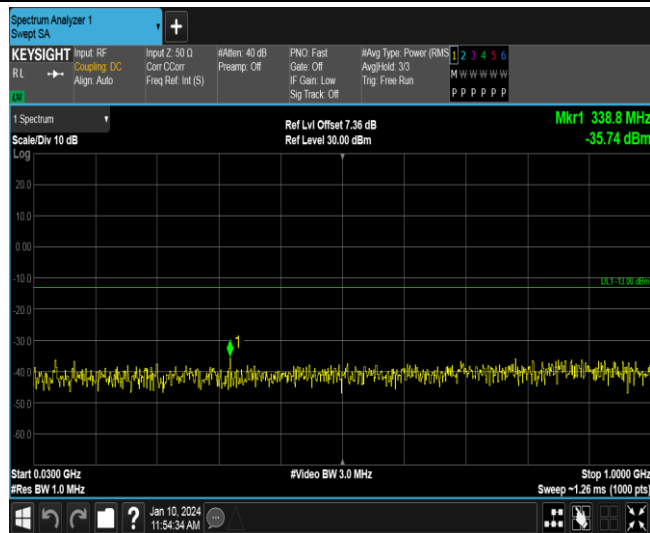 Spectrum Analyzer 1
Swept SA
+
KEYSIGHT
RL
Input: RF
Coupling: DC
Align: Auto
Input Z: 50 Ω
Corr CCorr
Freq Ref: Int (S)
#Atten: 40 dB
Preamp: Off
PNO: Fast
Gate: Off
IF Gain: Low
Sig Track: Off
#Avg Type: Power (RMS
Avg|Hold: 3/3
Trig: Free Run
1 2 3 4 5 6
M W W W W W
P P P P P P
1 Spectrum
Scale/Div 10 dB
Log
Ref Lvl Offset 7.36 dB
Ref Level 30.00 dBm
Mkr1 338.8 MHz
-35.74 dBm
20.0
10.0
0.00
-10.0
DL1 -13.00 dBm
-20.0
-30.0
1
-40.0
-50.0
-60.0
Start 0.0300 GHz
#Res BW 1.0 MHz
#Video BW 3.0 MHz
Stop 1.0000 GHz
Sweep ~1.26 ms (1000 pts)
?
Jan 10, 2024
11:54:34 AM